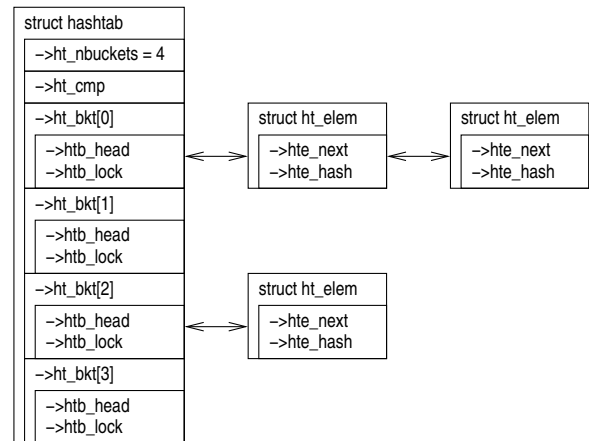 struct hashtab
−>ht_nbuckets = 4
−>ht_cmp
−>ht_bkt[0]
−>htb_head
−>htb_lock
struct ht_elem
−>hte_next
−>hte_hash
struct ht_elem
−>hte_next
−>hte_hash
−>ht_bkt[1]
−>htb_head
−>htb_lock
−>ht_bkt[2]
−>htb_head
−>htb_lock
struct ht_elem
−>hte_next
−>hte_hash
−>ht_bkt[3]
−>htb_head
−>htb_lock